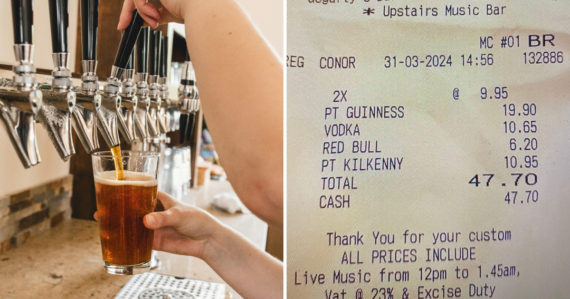 * Upstairs Music Bar
MC #01 BR
REG CONOR 31-03-2024 14:56 132886
2X @ 9.95
PT GUINNESS 19.90
VODKA 10.65
RED BULL 6.20
PT KILKENNY 10.95
TOTAL 47.70
CASH 47.70
Thank You for your custom
ALL PRICES INCLUDE
Live Music from 12pm to 1.45am,
Vat @ 23% & Excise Duty